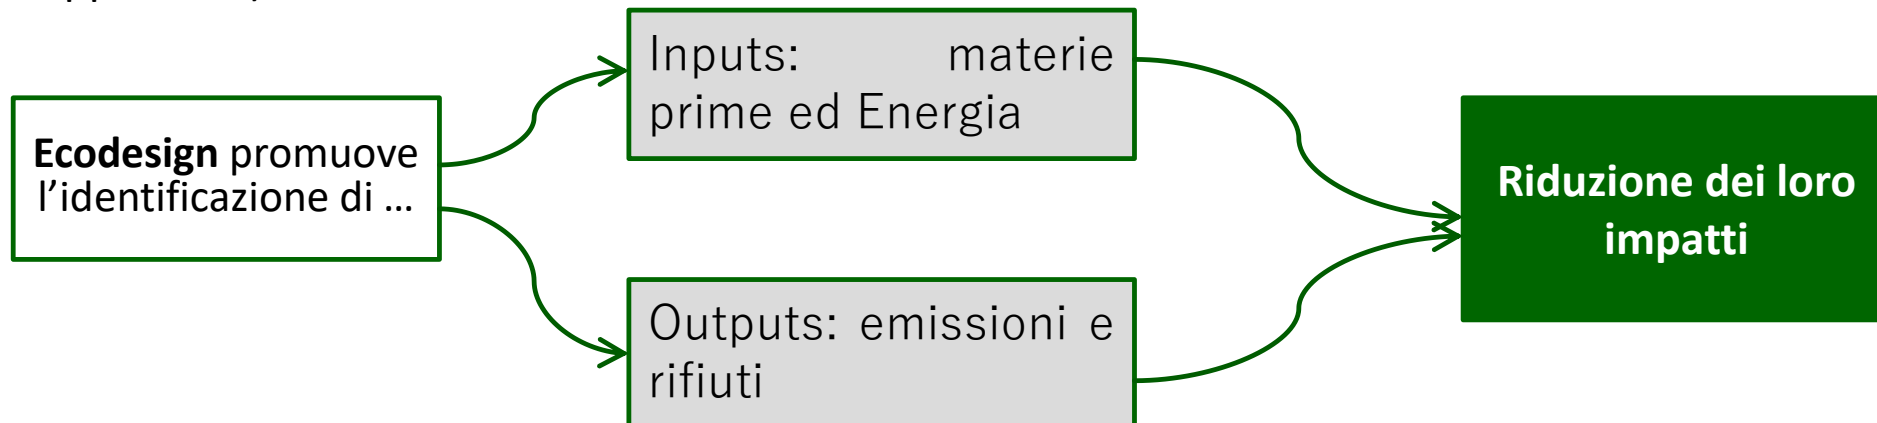 Inputs: materie
prime ed Energia
Ecodesign promuove
l’identificazione di ...
Riduzione dei loro
impatti
Outputs: emissioni e
rifiuti